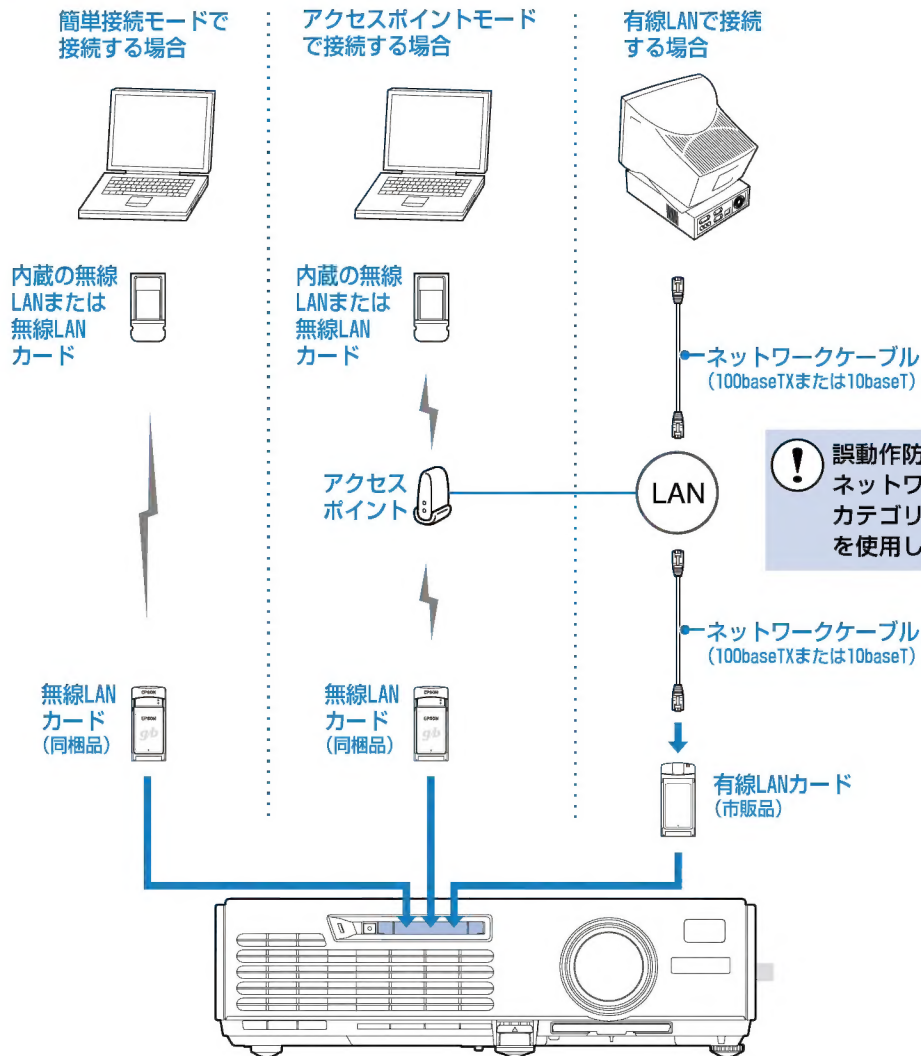 簡単接続モードで
接続する場合
アクセスポイントモード
で接続する場合
有線LANで接続
する場合
内蔵の無線
LANまたは
無線LAN
カード
内蔵の無線
LANまたは
無線LAN
カード
ネットワークケーブル
(100baseTXまたは10baseT)
アクセス
ポイント
LAN
誤動作防
ネットワ
カテゴリ
を使用し
ネットワークケーブル
(100baseTXまたは10baseT)
無線LAN
カード
(同梱品)
EPSON
EPSON
gb
無線LAN
カード
(同梱品)
EPSON
EPSON
gb
有線LANカード
(市販品)